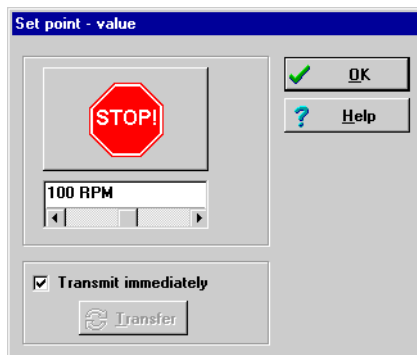 Set point - value
STOP!
OK
Help
100 RPM
Transmit immediately
Transfer